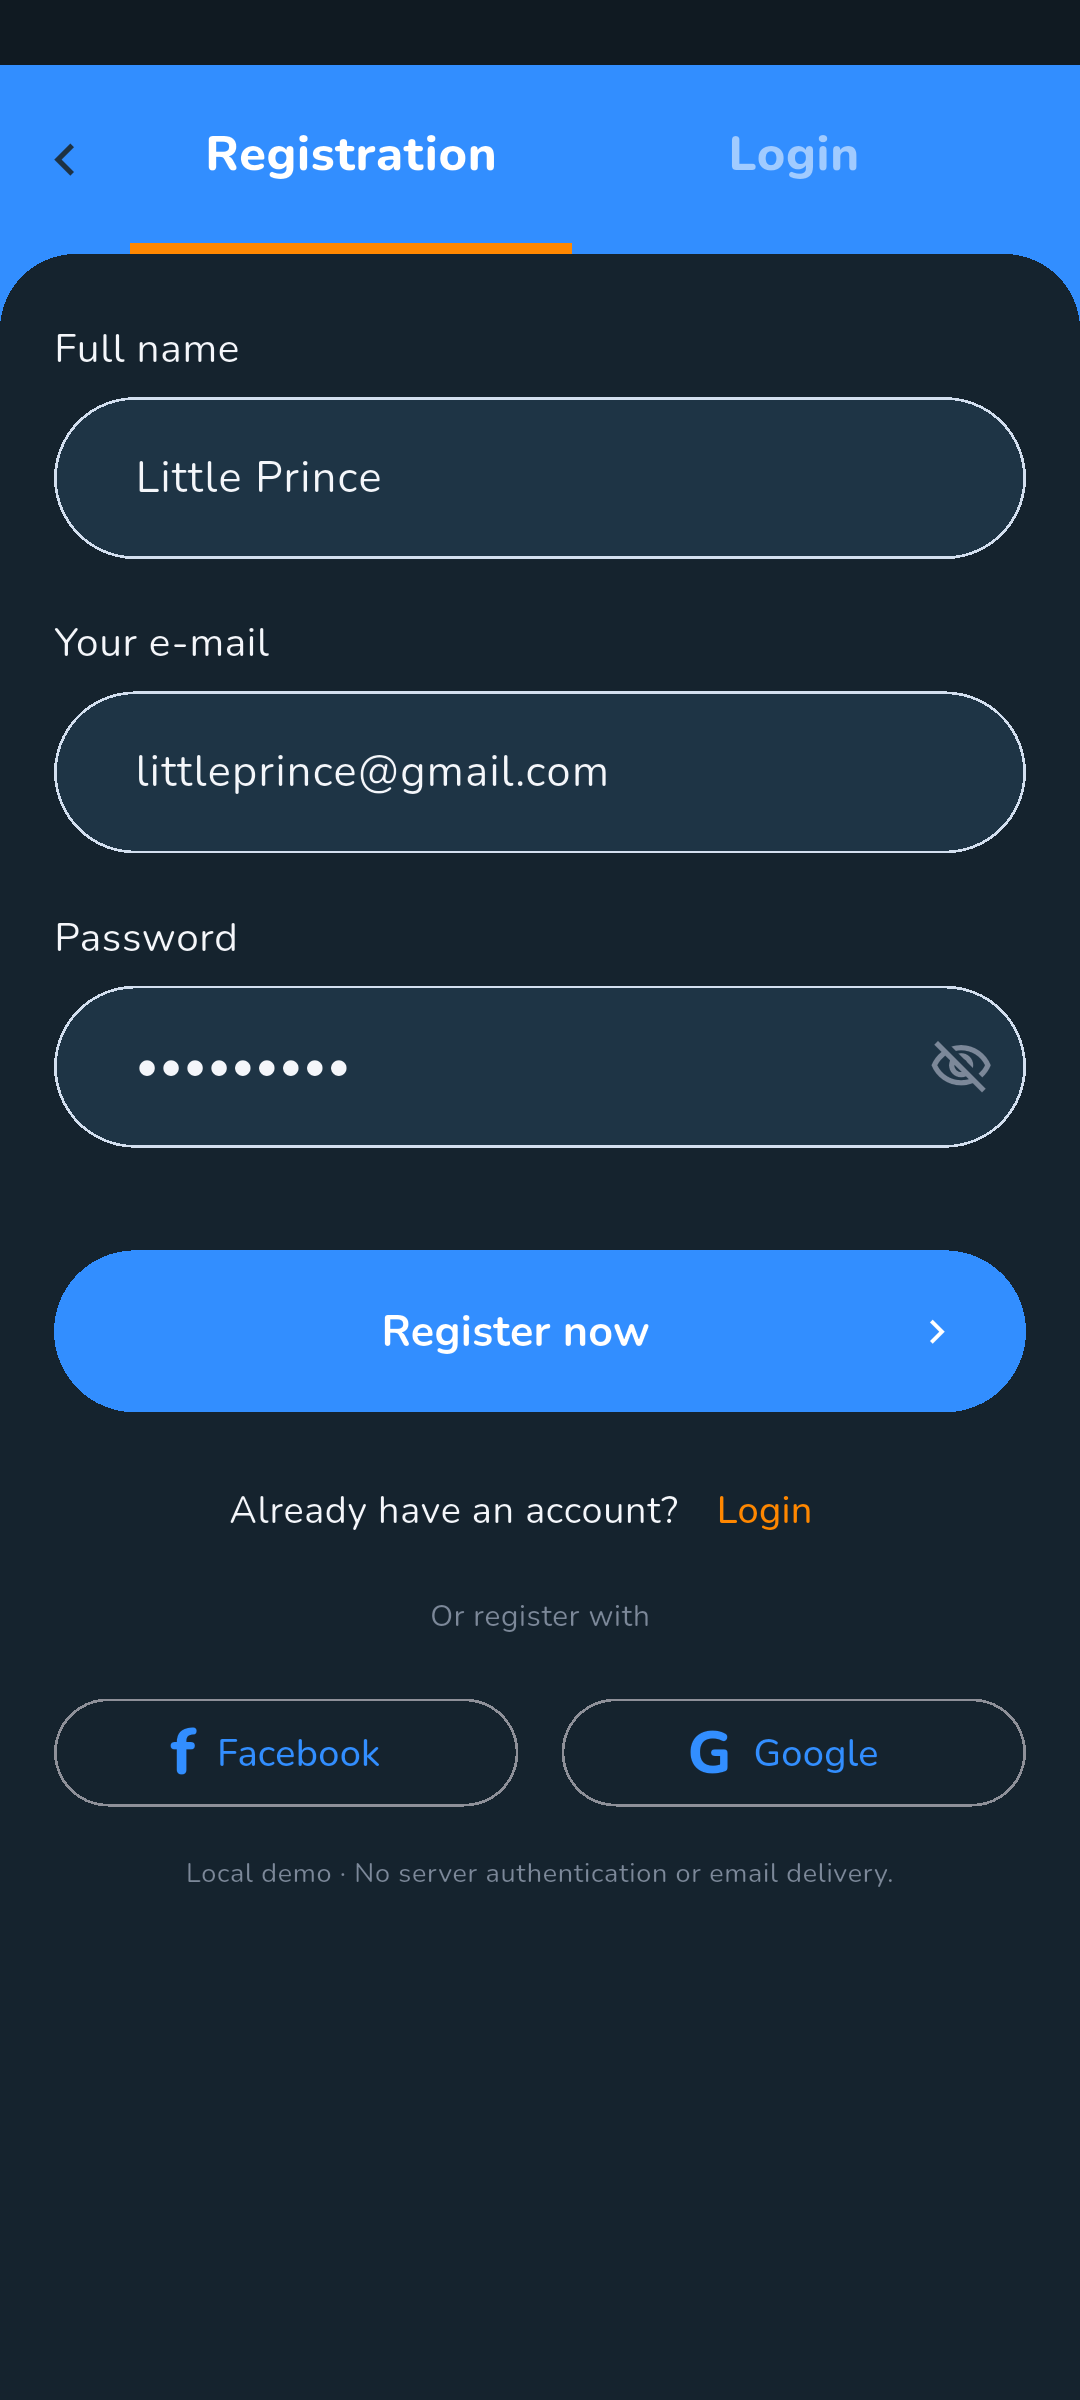 Registration
Login
Full name
Little Prince
Your e-mail
littleprince@gmail.com
Password
•••••••••
Register now
Already have an account? Login
Or register with
f Facebook
G Google
Local demo · No server authentication or email delivery.